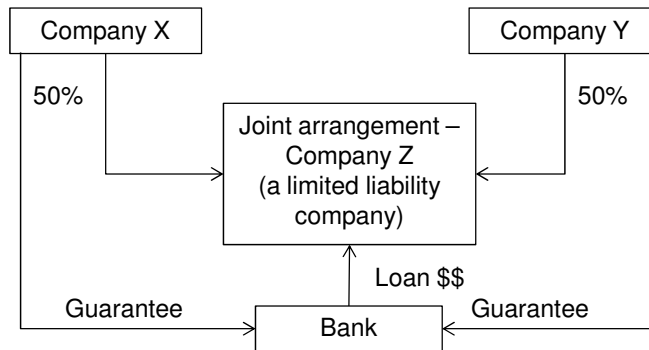 Company X
Company Y
50%
50%
Joint arrangement –
Company Z
(a limited liability
company)
Loan $$
Guarantee
Guarantee
Bank